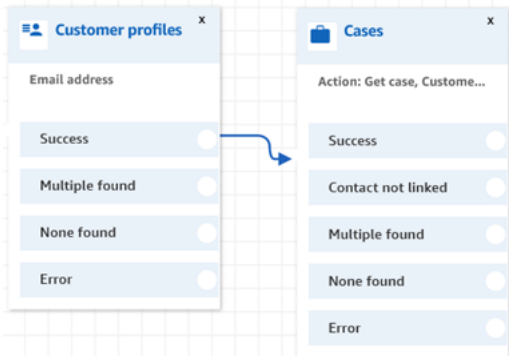 Customer profiles
x
Email address
Success
Multiple found
None found
Error
Cases
x
Action: Get case, Custome...
Success
Contact not linked
Multiple found
None found
Error